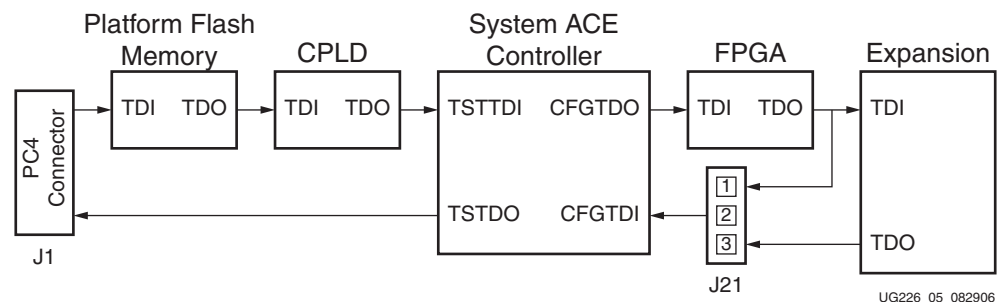 Platform Flash
Memory
CPLD
System ACE
Controller
FPGA
Expansion
PC4
Connector
J1
TDI TDO
TDI TDO
TSTTDI CFGTDO
TSTDO CFGTDI
TDI TDO
1
2
3
J21
TDI
TDO
UG226_05_082906